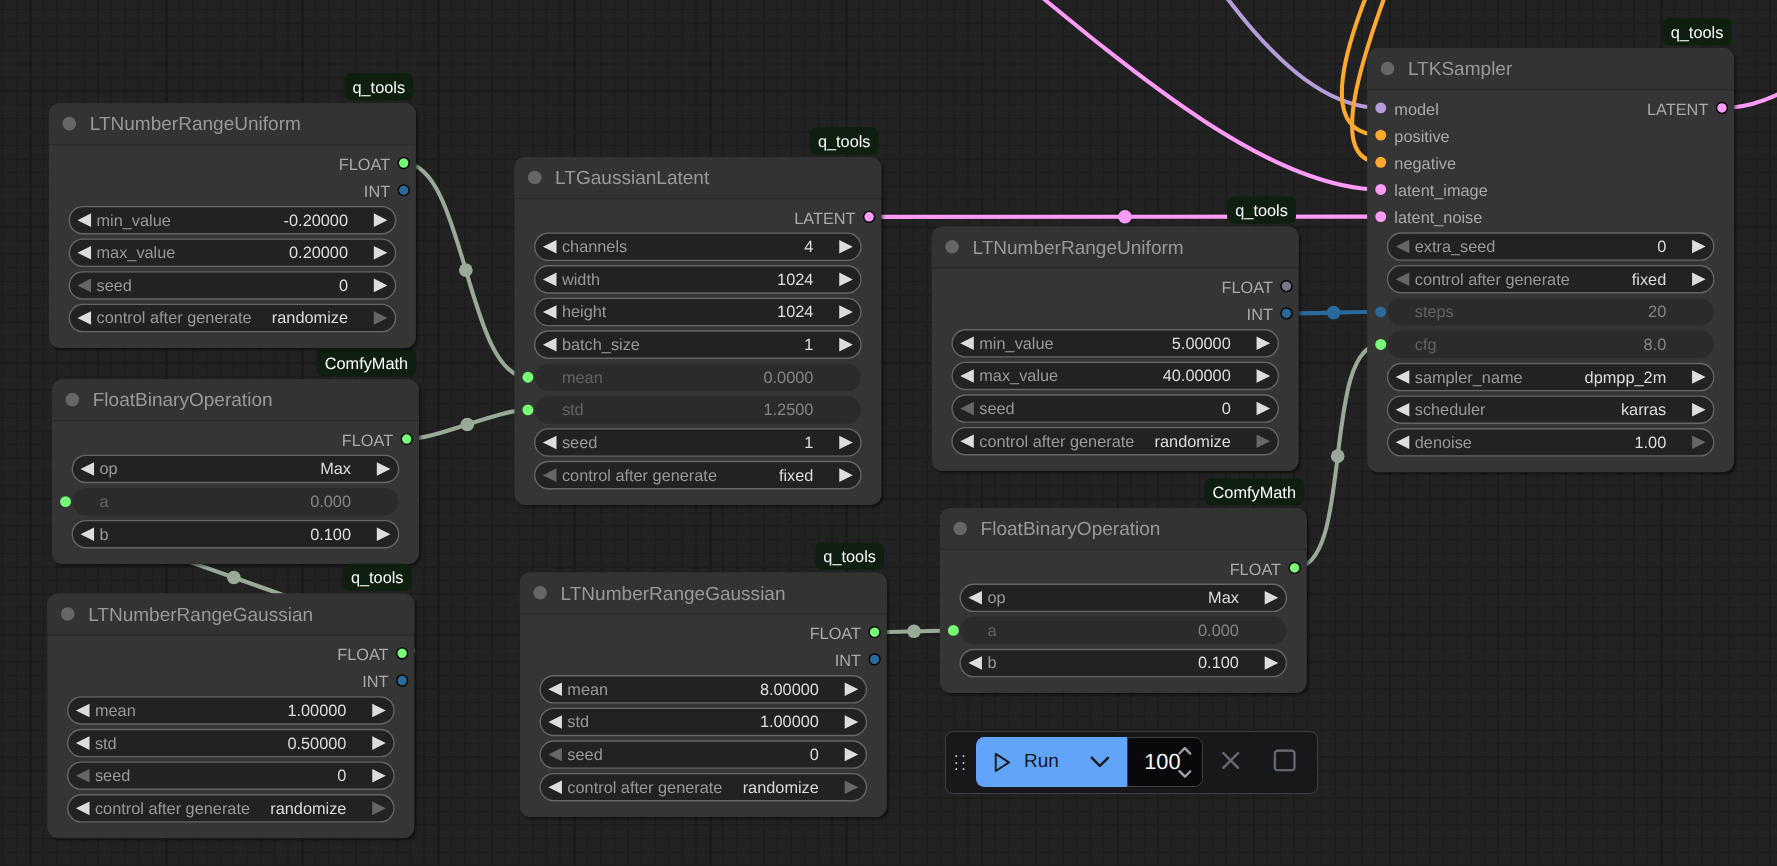 q_tools
LTNumberRangeUniform
FLOAT
INT
min_value -0.20000
max_value 0.20000
seed 0
control after generate randomize
ComfyMath
FloatBinaryOperation
FLOAT
op Max
a 0.000
b 0.100
q_tools
LTNumberRangeGaussian
FLOAT
INT
mean 1.00000
std 0.50000
seed 0
control after generate randomize
q_tools
LTGaussianLatent
LATENT
channels 4
width 1024
height 1024
batch_size 1
mean 0.0000
std 1.2500
seed 1
control after generate fixed
q_tools
LTNumberRangeGaussian
FLOAT
INT
mean 8.00000
std 1.00000
seed 0
control after generate randomize
q_tools
LTNumberRangeUniform
FLOAT
INT
min_value 5.00000
max_value 40.00000
seed 0
control after generate randomize
ComfyMath
FloatBinaryOperation
FLOAT
op Max
a 0.000
b 0.100
Run 100
q_tools
LTKSampler
model LATENT
positive
negative
latent_image
latent_noise
extra_seed 0
control after generate fixed
steps 20
cfg 8.0
sampler_name dpmpp_2m
scheduler karras
denoise 1.00